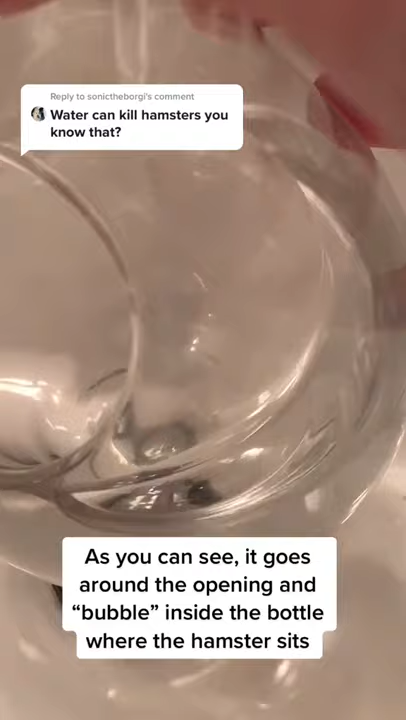 Reply to sonictheborgi's comment
Water can kill hamsters you
know that?
As you can see, it goes
around the opening and
“bubble” inside the bottle
where the hamster sits